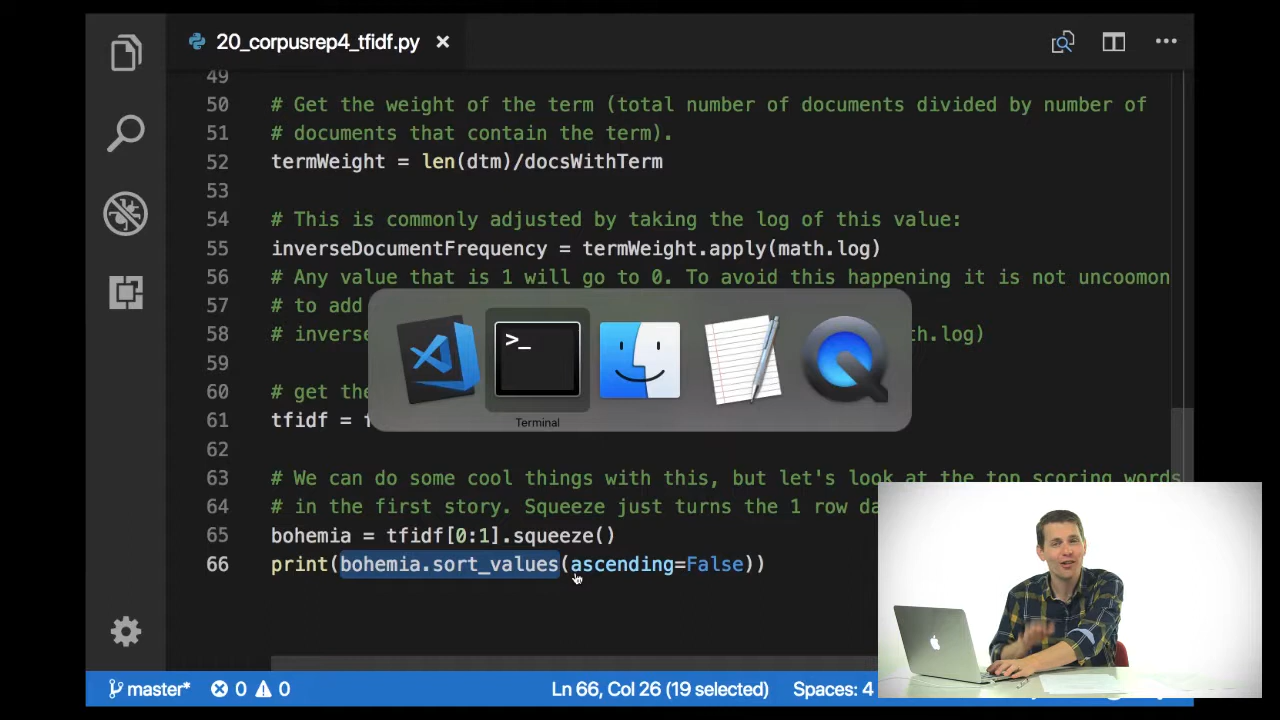 20_corpusrep4_tfidf.py ×
49
50 # Get the weight of the term (total number of documents divided by number of
51 # documents that contain the term).
52 termWeight = len(dtm)/docsWithTerm
53
54 # This is commonly adjusted by taking the log of this value:
55 inverseDocumentFrequency = termWeight.apply(math.log)
56 # Any value that is 1 will go to 0. To avoid this happening it is not uncoomon
57 # to add
58 # inverse th.log)
59
60 # get the
61 tfidf =
62
63 # We can do some cool things with this, but let's look at the top scoring words
64 # in the first story. Squeeze just turns the 1 row da
65 bohemia = tfidf[0:1].squeeze()
66 print(bohemia.sort_values(ascending=False))
>_
Terminal
master* 0 0 Ln 66, Col 26 (19 selected) Spaces: 4